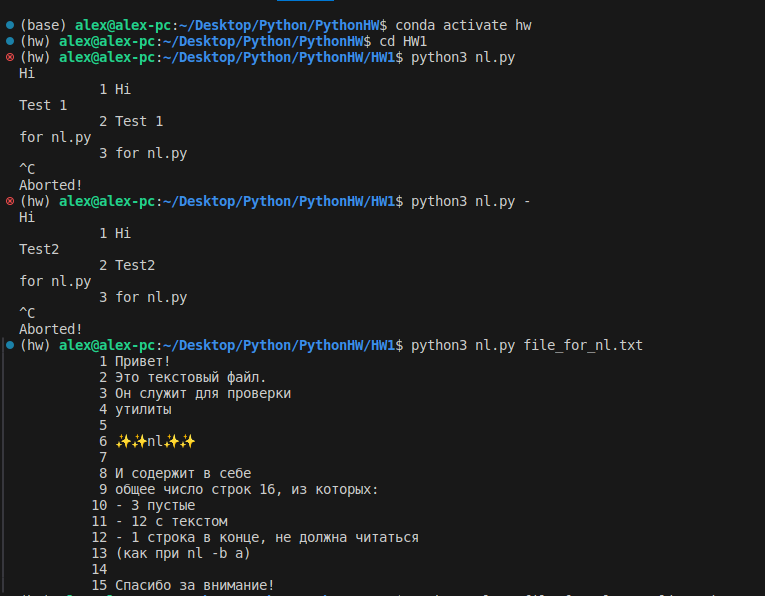 (base) alex@alex-pc:~/Desktop/Python/PythonHW$ conda activate hw
(hw) alex@alex-pc:~/Desktop/Python/PythonHW$ cd HW1
(hw) alex@alex-pc:~/Desktop/Python/PythonHW/HW1$ python3 nl.py
Hi
1 Hi
Test 1
2 Test 1
for nl.py
3 for nl.py
^C
Aborted!
(hw) alex@alex-pc:~/Desktop/Python/PythonHW/HW1$ python3 nl.py -
Hi
1 Hi
Test2
2 Test2
for nl.py
3 for nl.py
^C
Aborted!
(hw) alex@alex-pc:~/Desktop/Python/PythonHW/HW1$ python3 nl.py file_for_nl.txt
1 Привет!
2 Это текстовый файл.
3 Он служит для проверки
4 утилиты
5
6 ✨✨nl✨✨
7
8 И содержит в себе
9 общее число строк 16, из которых:
10 - 3 пустые
11 - 12 с текстом
12 - 1 строка в конце, не должна читаться
13 (как при nl -b a)
14
15 Спасибо за внимание!